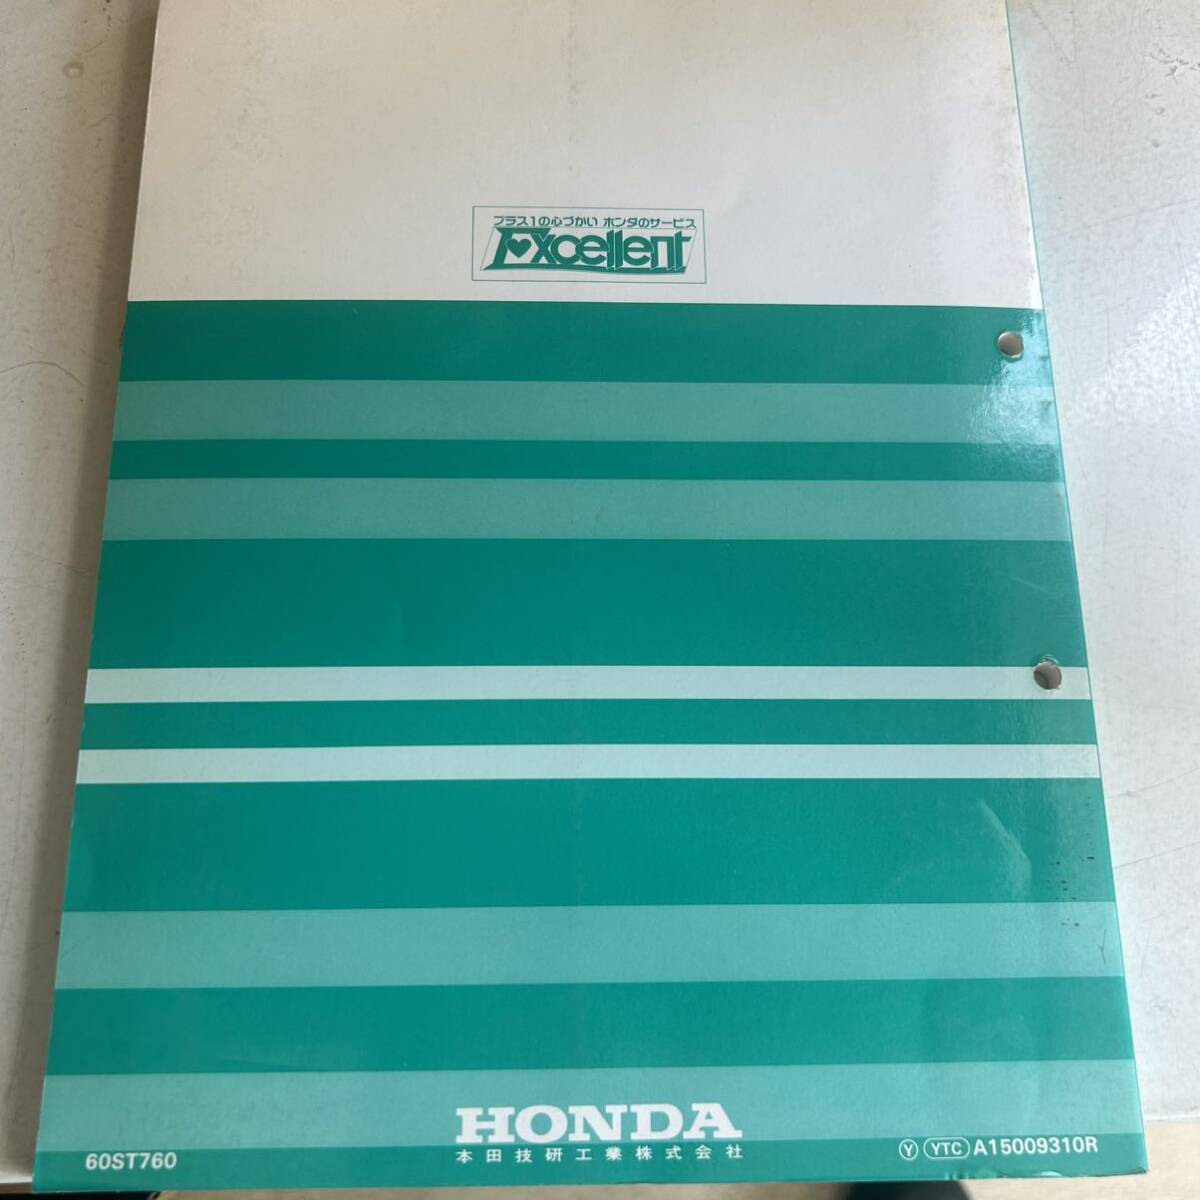 プラス1の心づかい ホンダのサービス
Excellent
HONDA
本田技研工業株式会社
60ST760
Y YTC A15009310R